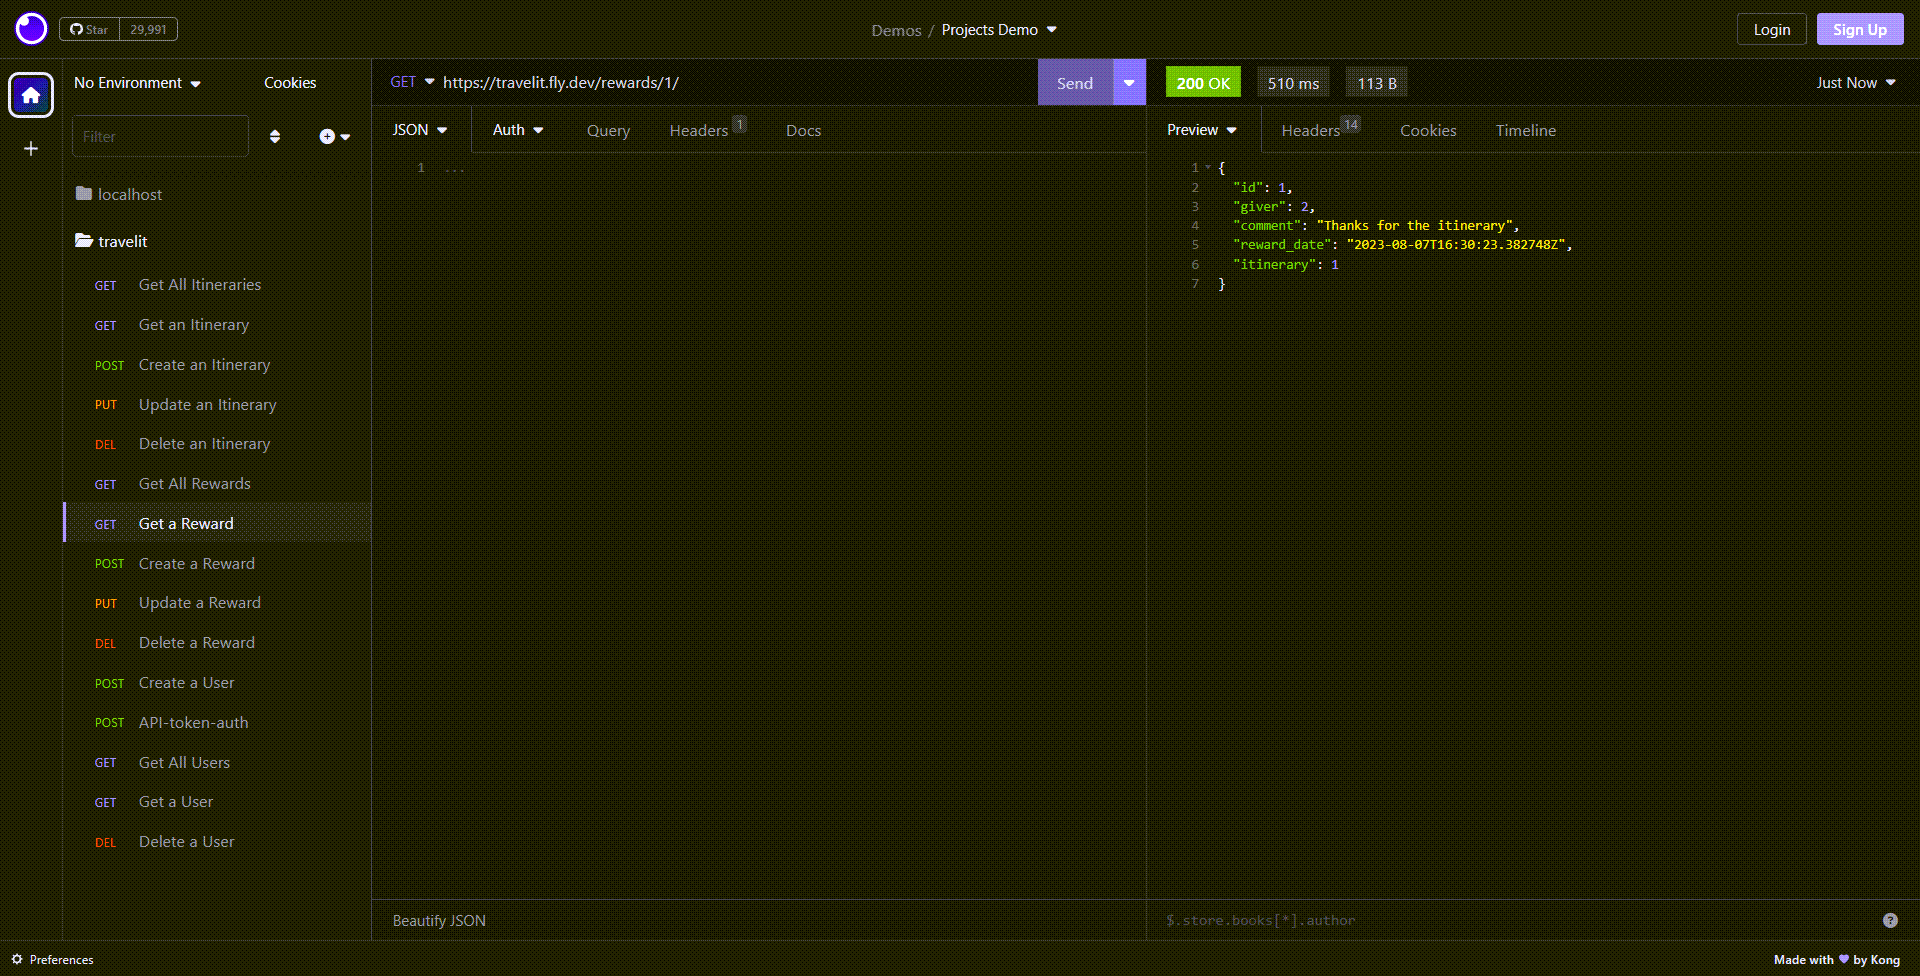 Star 29,991
Demos / Projects Demo
Login
Sign Up
No Environment
Cookies
Filter
localhost
travelit
GET Get All Itineraries
GET Get an Itinerary
POST Create an Itinerary
PUT Update an Itinerary
DEL Delete an Itinerary
GET Get All Rewards
GET Get a Reward
POST Create a Reward
PUT Update a Reward
DEL Delete a Reward
POST Create a User
POST API-token-auth
GET Get All Users
GET Get a User
DEL Delete a User
GET https://travelit.fly.dev/rewards/1/ Send
JSON Auth Query Headers 1 Docs
1 ...
Beautify JSON
200 OK 510 ms 113 B Just Now
Preview Headers 14 Cookies Timeline
1 {
2 "id": 1,
3 "giver": 2,
4 "comment": "Thanks for the itinerary",
5 "reward_date": "2023-08-07T16:30:23.382748Z",
6 "itinerary": 1
7 }
$.store.books[*].author
?
Preferences
Made with ♥ by Kong